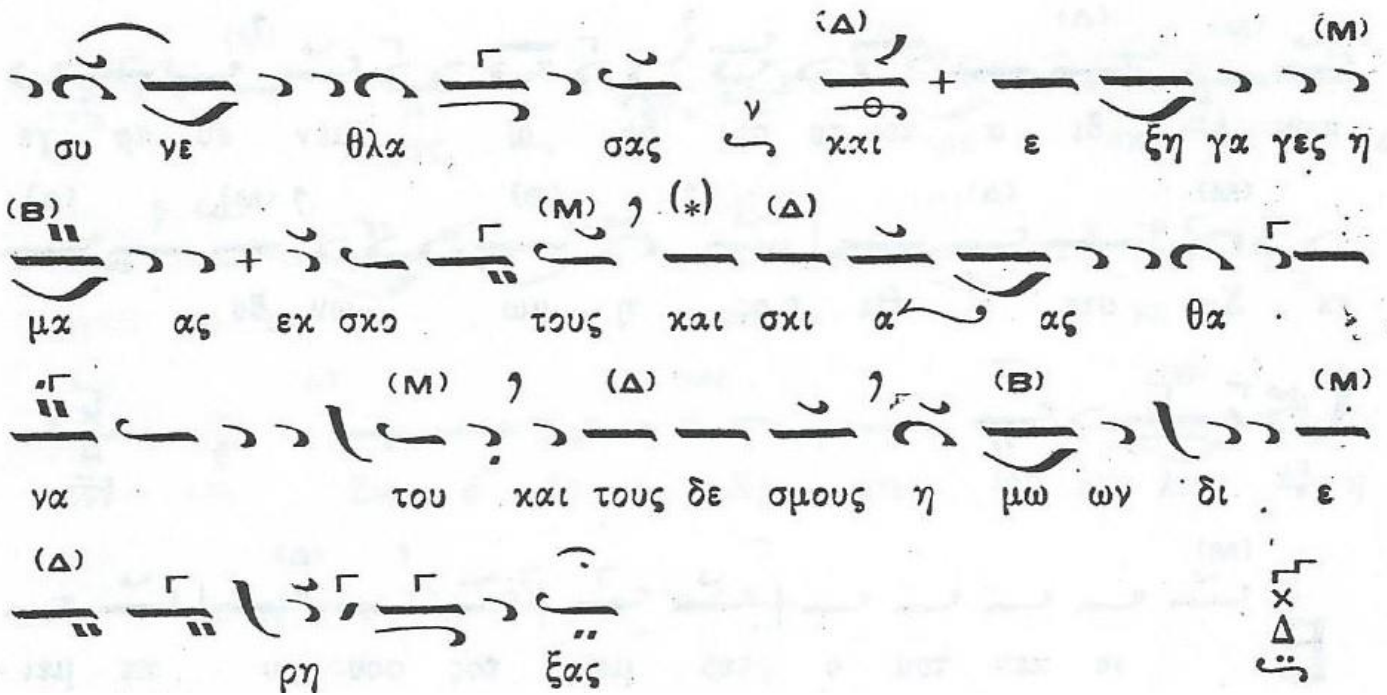 (Δ) (Μ)
συ νε θλα σας ν και ε ξη γα γες η
(Β) (Μ) (*) (Δ)
μα ας εκ σκο τους και σκι α ας θα
(Μ) (Δ) (Β) (Μ)
να του και τους δε σμους η μω ων δι ε
(Δ)
ρη ξας
χ
Δ